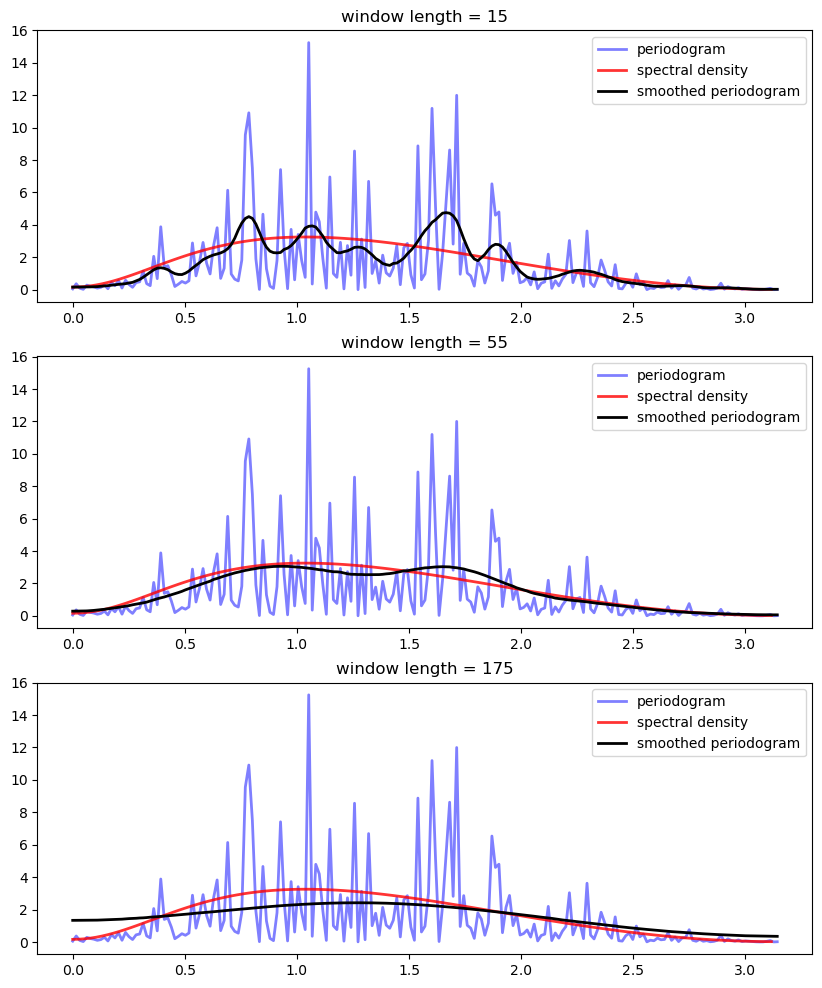 window length = 15
16
14
12
10
8
6
4
2
0
periodogram
spectral density
smoothed periodogram
0.0 0.5 1.0 1.5 2.0 2.5 3.0
window length = 55
16
14
12
10
8
6
4
2
0
periodogram
spectral density
smoothed periodogram
0.0 0.5 1.0 1.5 2.0 2.5 3.0
window length = 175
16
14
12
10
8
6
4
2
0
periodogram
spectral density
smoothed periodogram
0.0 0.5 1.0 1.5 2.0 2.5 3.0